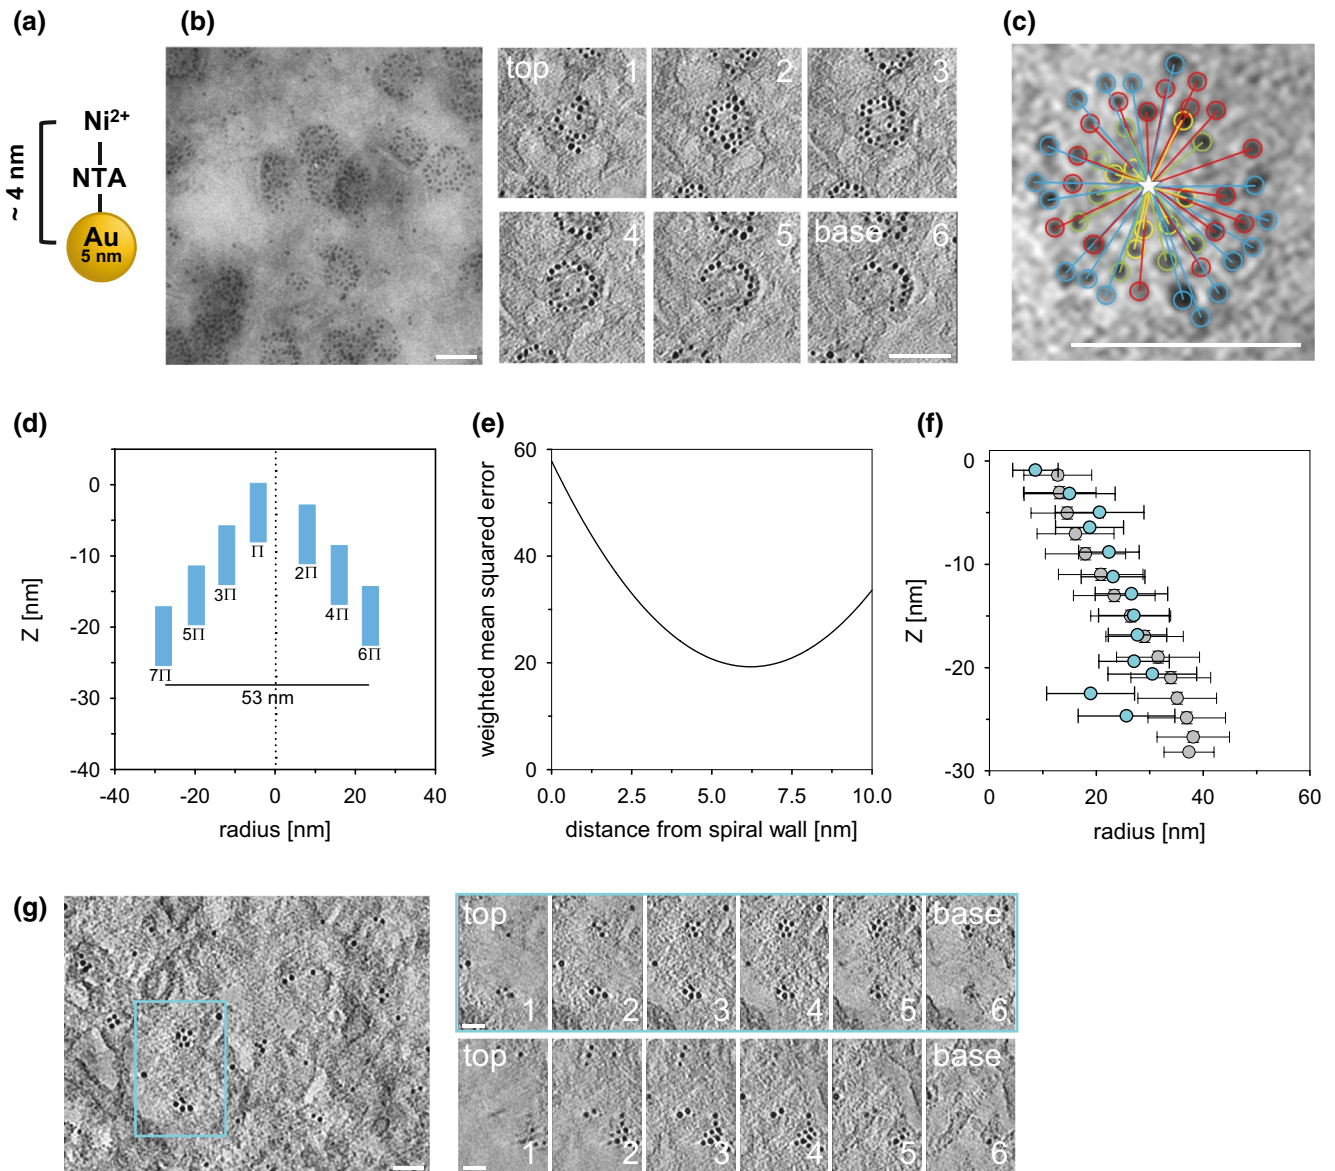 (a)
Ni²⁺
NTA
Au
5 nm
~ 4 nm
(b)
top 1
2
3
4
5
base 6
(c)
(d)
Z [nm]
0
-10
-20
-30
-40
-40 -20 0 20 40
radius [nm]
Π
2Π
3Π
4Π
5Π
6Π
7Π
53 nm
(e)
weighted mean squared error
60
40
20
0
0.0 2.5 5.0 7.5 10.0
distance from spiral wall [nm]
(f)
Z [nm]
0
-10
-20
-30
0 20 40 60
radius [nm]
(g)
top 1
2
3
4
5
base 6
top 1
2
3
4
5
base 6